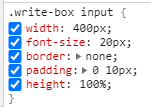 .write-box input {
width: 400px;
font-size: 20px;
border: none;
padding: 0 10px;
height: 100%;
}